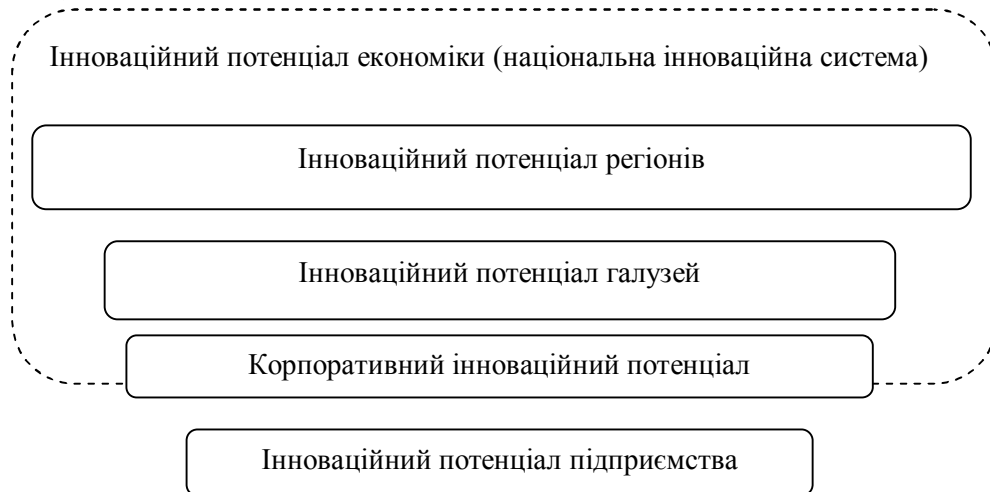 Інноваційний потенціал економіки (національна інноваційна система)
Інноваційний потенціал регіонів
Інноваційний потенціал галузей
Корпоративний інноваційний потенціал
Інноваційний потенціал підприємства